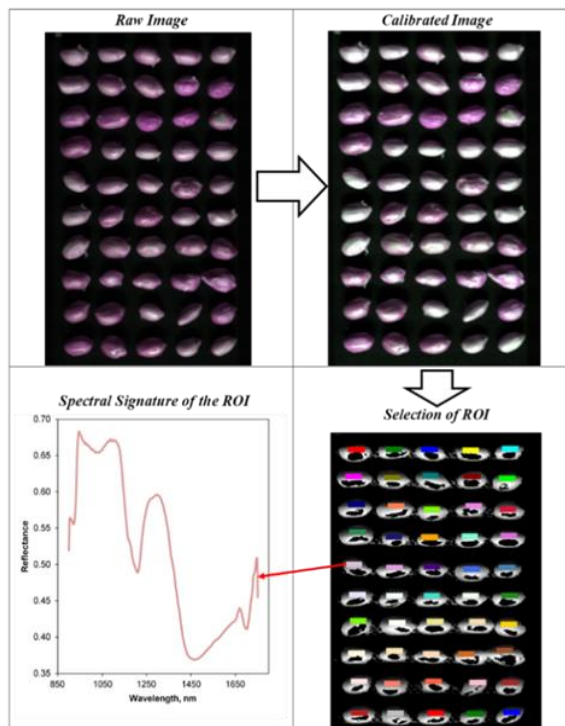 Raw Image
Calibrated Image
Spectral Signature of the ROI
Selection of ROI
0.70
0.65
0.60
0.55
0.50
0.45
0.40
0.35
Reflectance
850
1050
1250
1450
1650
Wavelength, nm